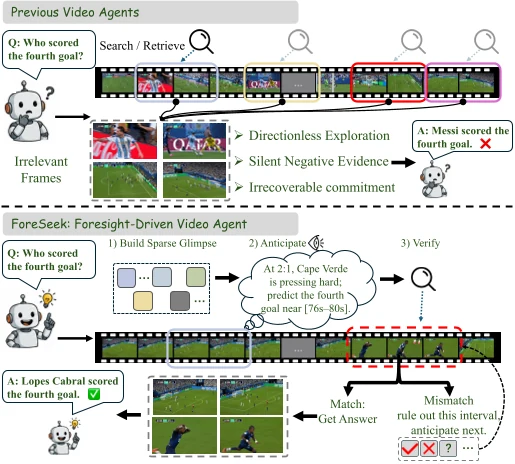 Previous Video Agents
Q: Who scored
the fourth goal?
Search / Retrieve
...
QATAR
Irrelevant
Frames
➢ Directionless Exploration
➢ Silent Negative Evidence
➢ Irrecoverable commitment
A: Messi scored the
fourth goal. ❌
ForeSeek: Foresight-Driven Video Agent
Q: Who scored
the fourth goal?
1) Build Sparse Glimpse
2) Anticipate
3) Verify
... 
...
At 2:1, Cape Verde
is pressing hard;
predict the fourth
goal near [76s–80s].
...
A: Lopes Cabral scored
the fourth goal. ✅
Match:
Get Answer
Mismatch
rule out this interval,
anticipate next.
? ...